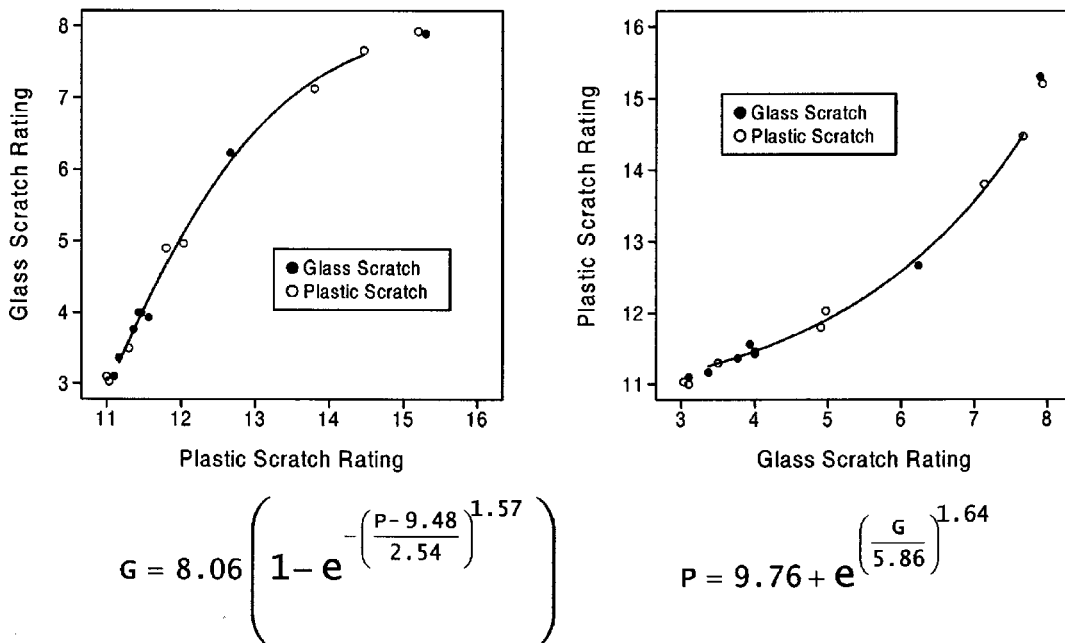 8
7
6
5
4
3
Glass Scratch Rating
Glass Scratch
Plastic Scratch
11 12 13 14 15 16
Plastic Scratch Rating
16
15
14
13
12
11
Plastic Scratch Rating
Glass Scratch
Plastic Scratch
3 4 5 6 7 8
Glass Scratch Rating
G = 8.06 ( 1 - e^{-((P - 9.48)/2.54)^{1.57}} )
P = 9.76 + e^{(G/5.86)^{1.64}}